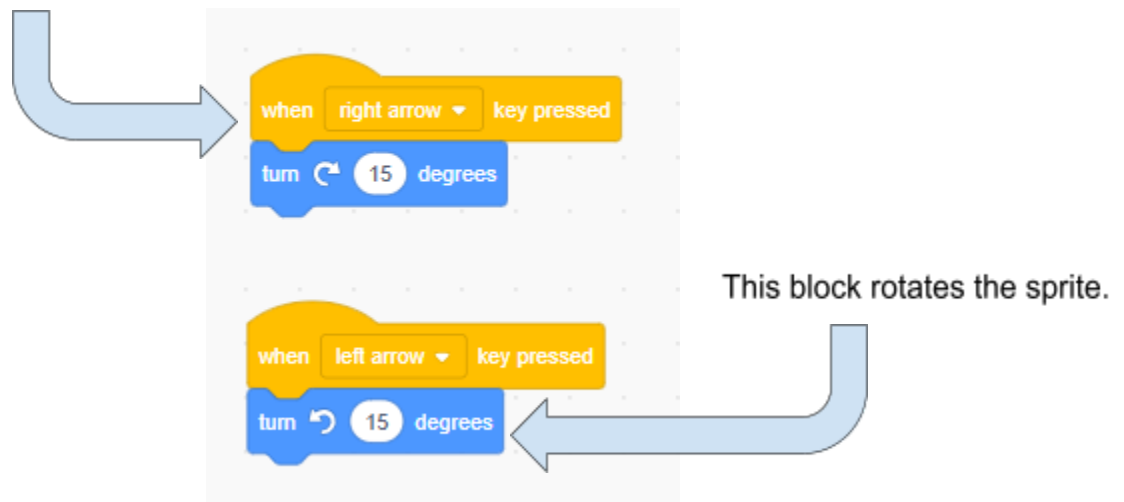 when right arrow key pressed
turn 15 degrees
This block rotates the sprite.
when left arrow key pressed
turn 15 degrees